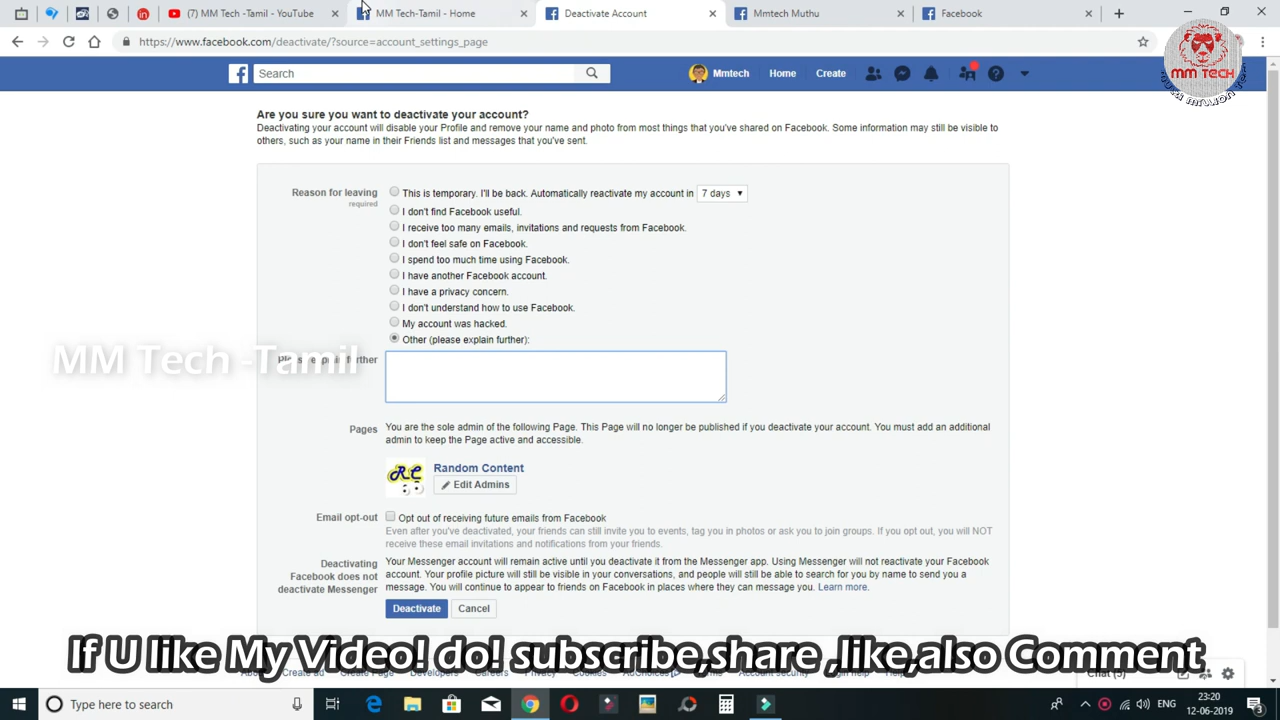 (7) MM Tech -Tamil - YouTube
MM Tech-Tamil - Home
Deactivate Account
Mmtech Muthu
Facebook
https://www.facebook.com/deactivate/?source=account_settings_page
MM TECH
Search
Mmtech
Home
Create
Are you sure you want to deactivate your account?
Deactivating your account will disable your Profile and remove your name and photo from most things that you've shared on Facebook. Some information may still be visible to
others, such as your name in their Friends list and messages that you've sent.
Reason for leaving
required
This is temporary. I'll be back. Automatically reactivate my account in 7 days
I don't find Facebook useful.
I receive too many emails, invitations and requests from Facebook.
I don't feel safe on Facebook.
I spend too much time using Facebook.
I have another Facebook account.
I have a privacy concern.
I don't understand how to use Facebook.
My account was hacked.
Other (please explain further):
Please explain further
MM Tech -Tamil
Pages
You are the sole admin of the following Page. This Page will no longer be published if you deactivate your account. You must add an additional
admin to keep the Page active and accessible.
RC
Random Content
Edit Admins
Email opt-out
Opt out of receiving future emails from Facebook
Even after you've deactivated, your friends can still invite you to events, tag you in photos or ask you to join groups. If you opt out, you will NOT
receive these email invitations and notifications from your friends.
Deactivating
Facebook does not
deactivate Messenger
Your Messenger account will remain active until you deactivate it from the Messenger app. Using Messenger will not reactivate your Facebook
account. Your profile picture will still be visible in your conversations, and people will still be able to search for you by name to send you a
message. You will continue to appear to friends on Facebook in places where they can message you. Learn more.
Deactivate
Cancel
If U like My Video! do! subscribe,share ,like,also Comment
Type here to search
23:20
12-06-2019